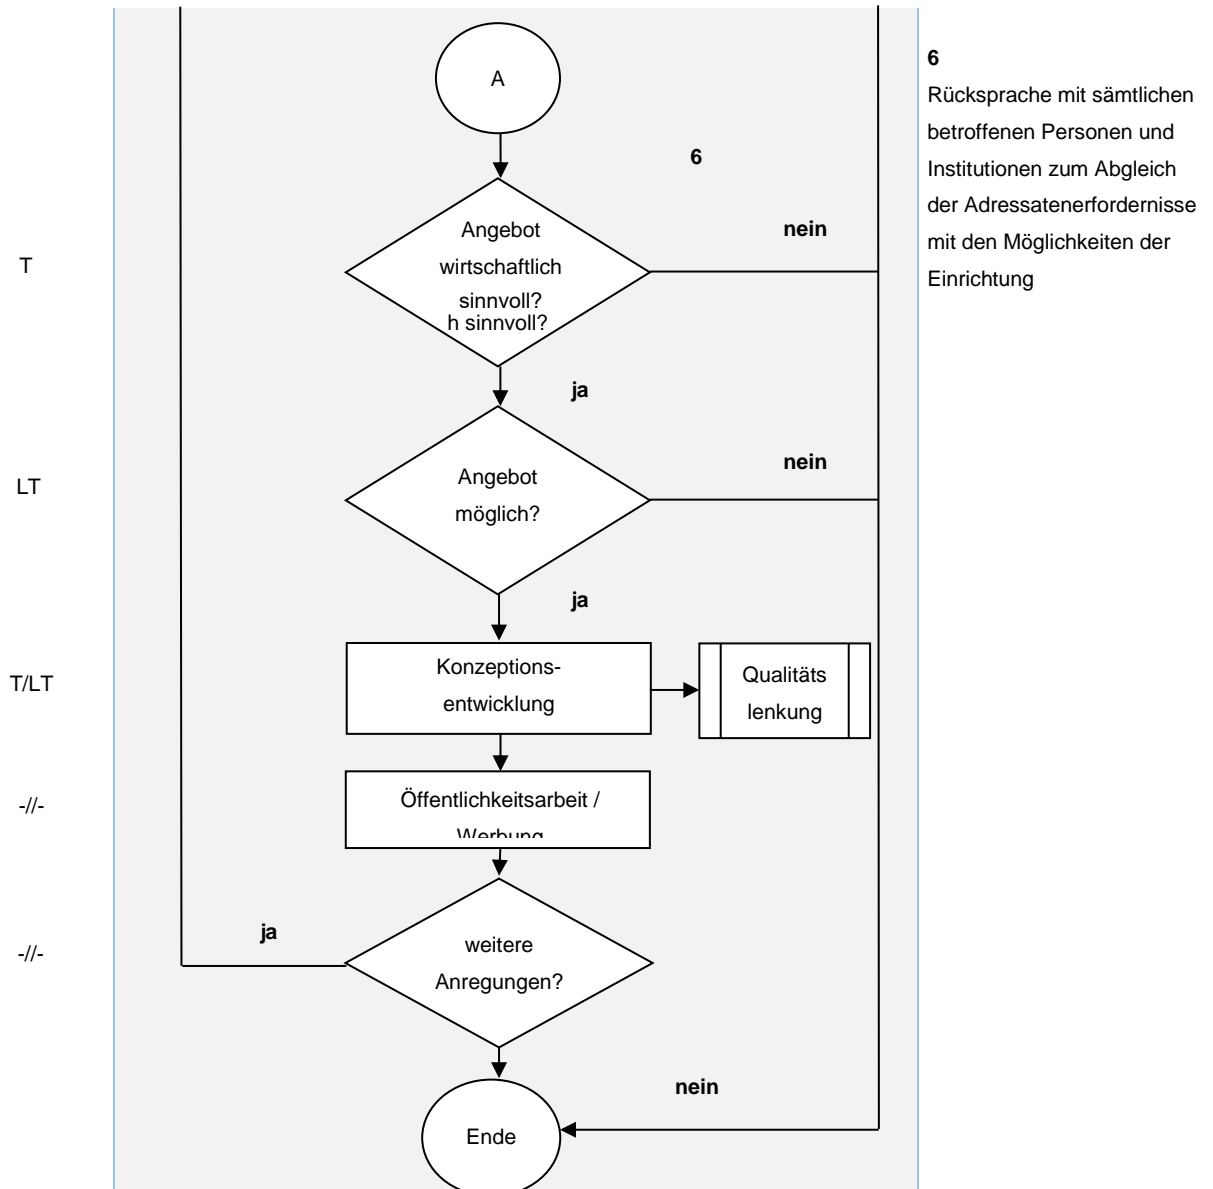 A
6
Angebot
wirtschaftlich
sinnvoll?
h sinnvoll?
nein
T
ja
Angebot
möglich?
nein
LT
ja
Konzeptions-
entwicklung
Qualitäts
lenkung
T/LT
Öffentlichkeitsarbeit /
Werbung
-//-
weitere
Anregungen?
ja
-//-
nein
Ende
6
Rücksprache mit sämtlichen
betroffenen Personen und
Institutionen zum Abgleich
der Adressatenerfordernisse
mit den Möglichkeiten der
Einrichtung